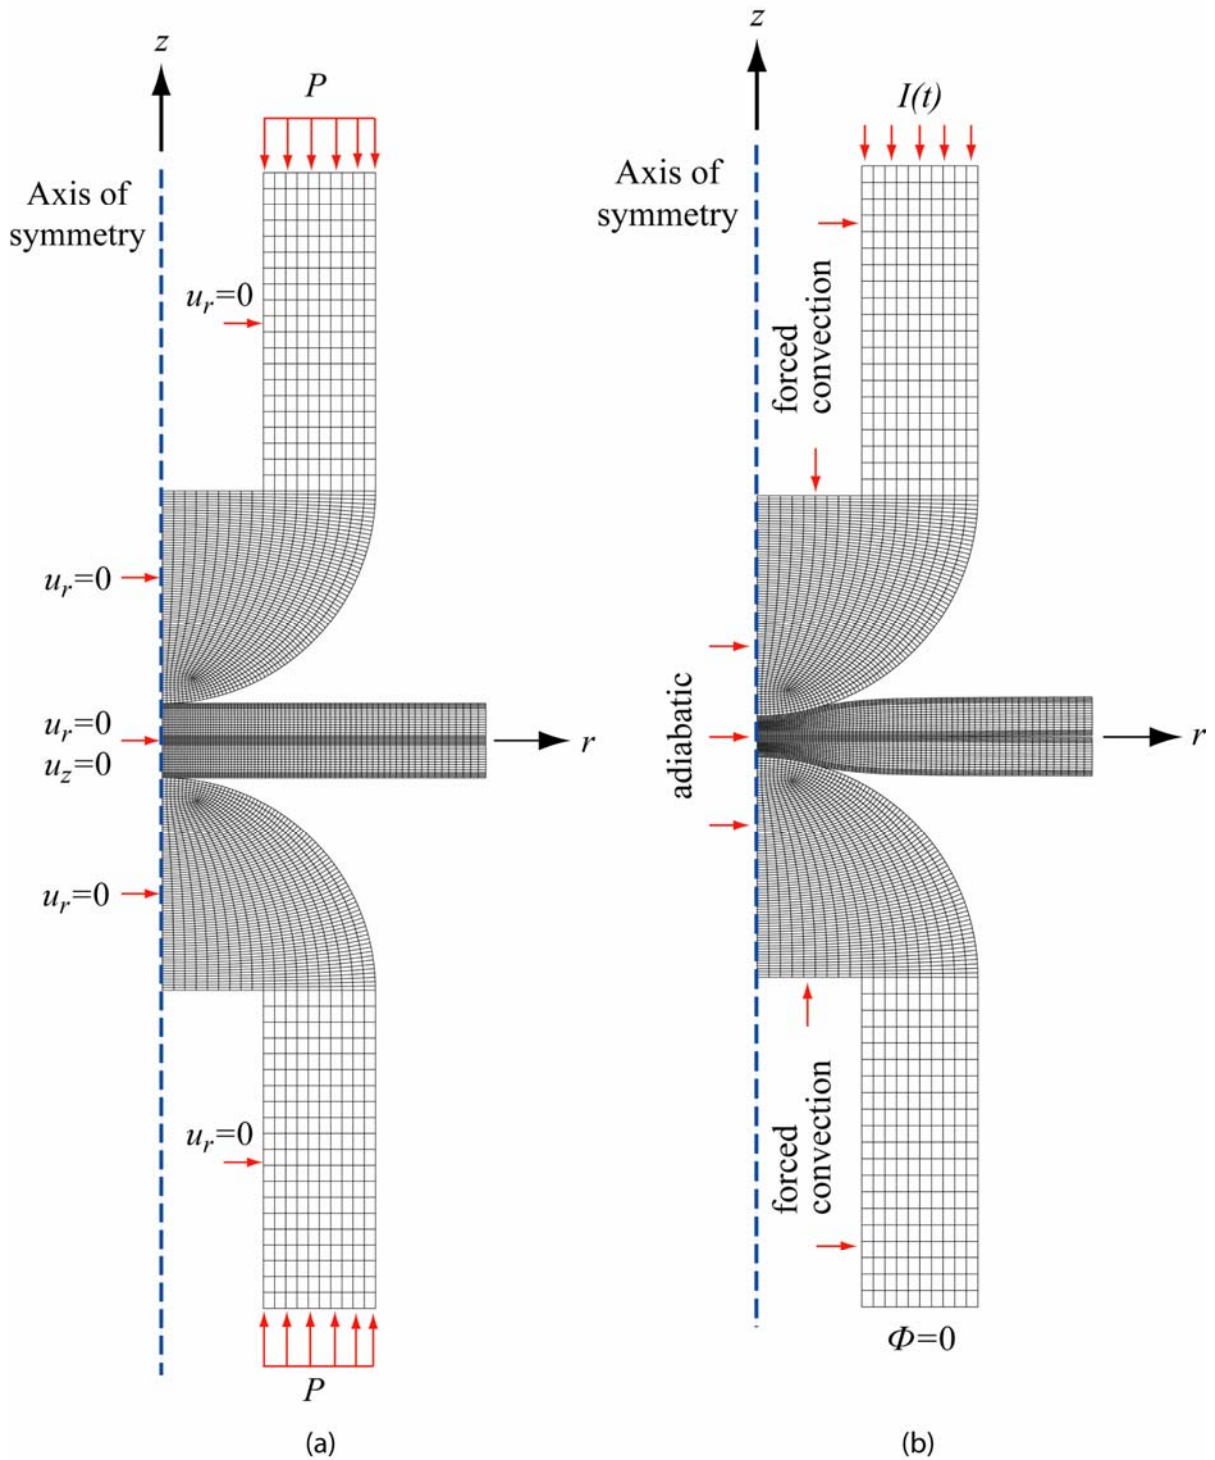 z
P
Axis of
symmetry
u_r=0
u_r=0
u_r=0
u_z=0
r
u_r=0
u_r=0
P
(a)
z
I(t)
Axis of
symmetry
forced
convection
adiabatic
r
forced
convection
Φ=0
(b)